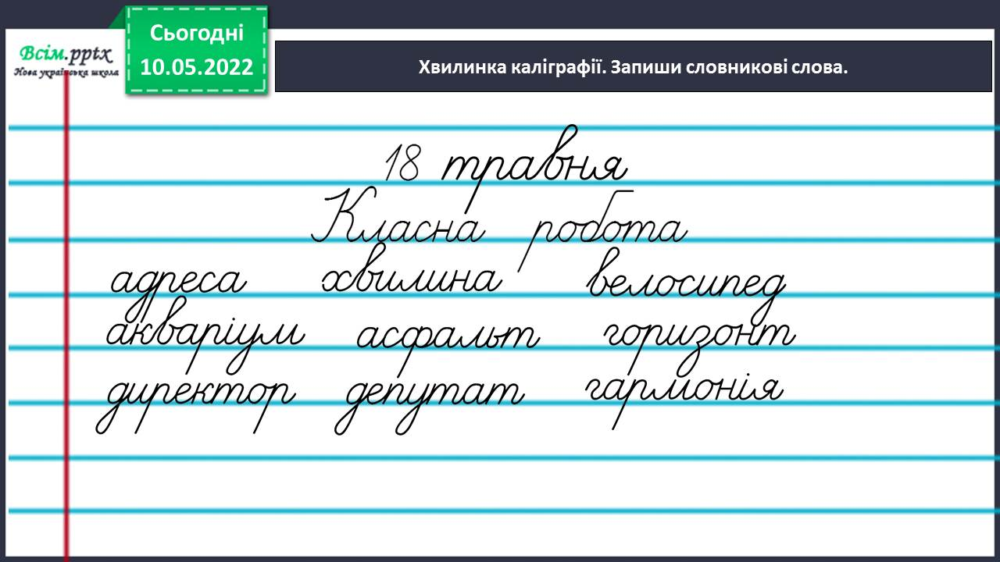 Всім.pptx
Нова українська школа
Сьогодні
10.05.2022
Хвилинка каліграфії. Запиши словникові слова.
18 травня
Класна робота
адреса хвилина велосипед
акваріум асфальт горизонт
директор депутат гармонія